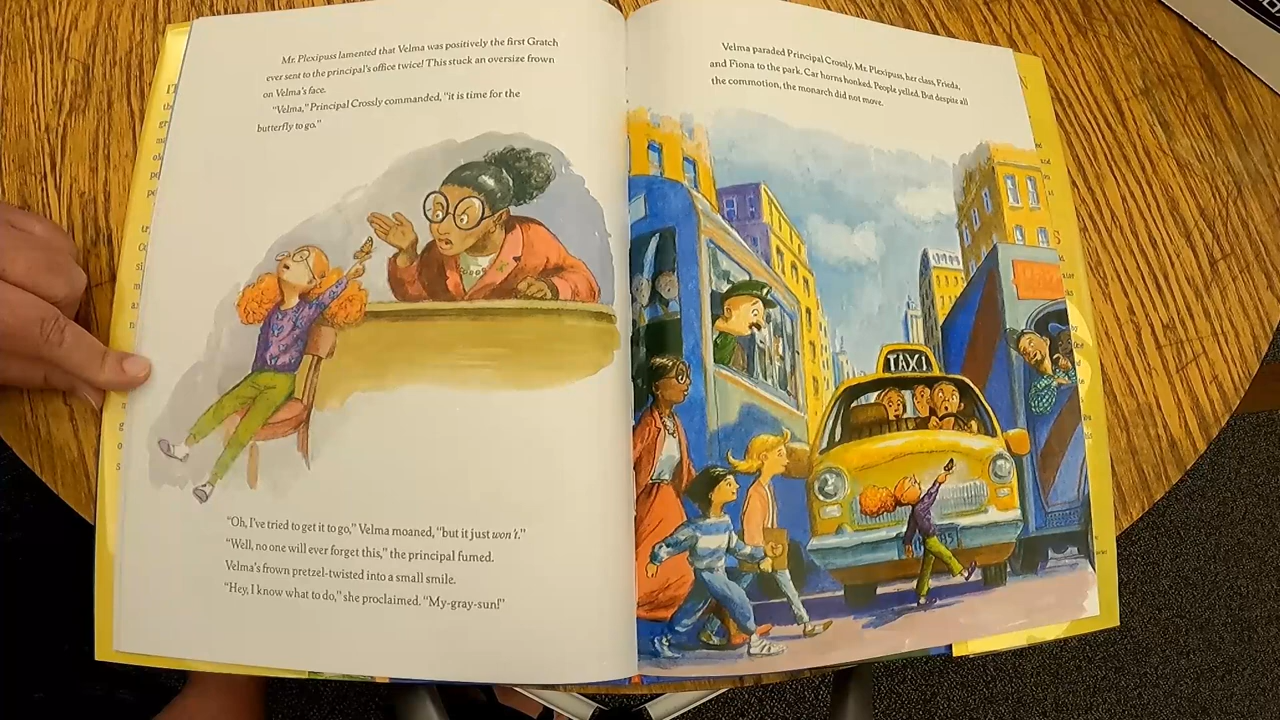 Mr. Plexipuss lamented that Velma was positively the first Gratch
ever sent to the principal's office twice! This stuck an oversize frown
on Velma's face.
"Velma," Principal Crossly commanded, "it is time for the
butterfly to go."
"Oh, I've tried to get it to go," Velma moaned, "but it just won't."
"Well, no one will ever forget this," the principal fumed.
Velma's frown pretzel-twisted into a small smile.
"Hey, I know what to do," she proclaimed. "My-gray-sun!"
Velma paraded Principal Crossly, Mr. Plexipuss, her class, Frieda,
and Fiona to the park. Car horns honked. People yelled. But despite all
the commotion, the monarch did not move.
TAXI